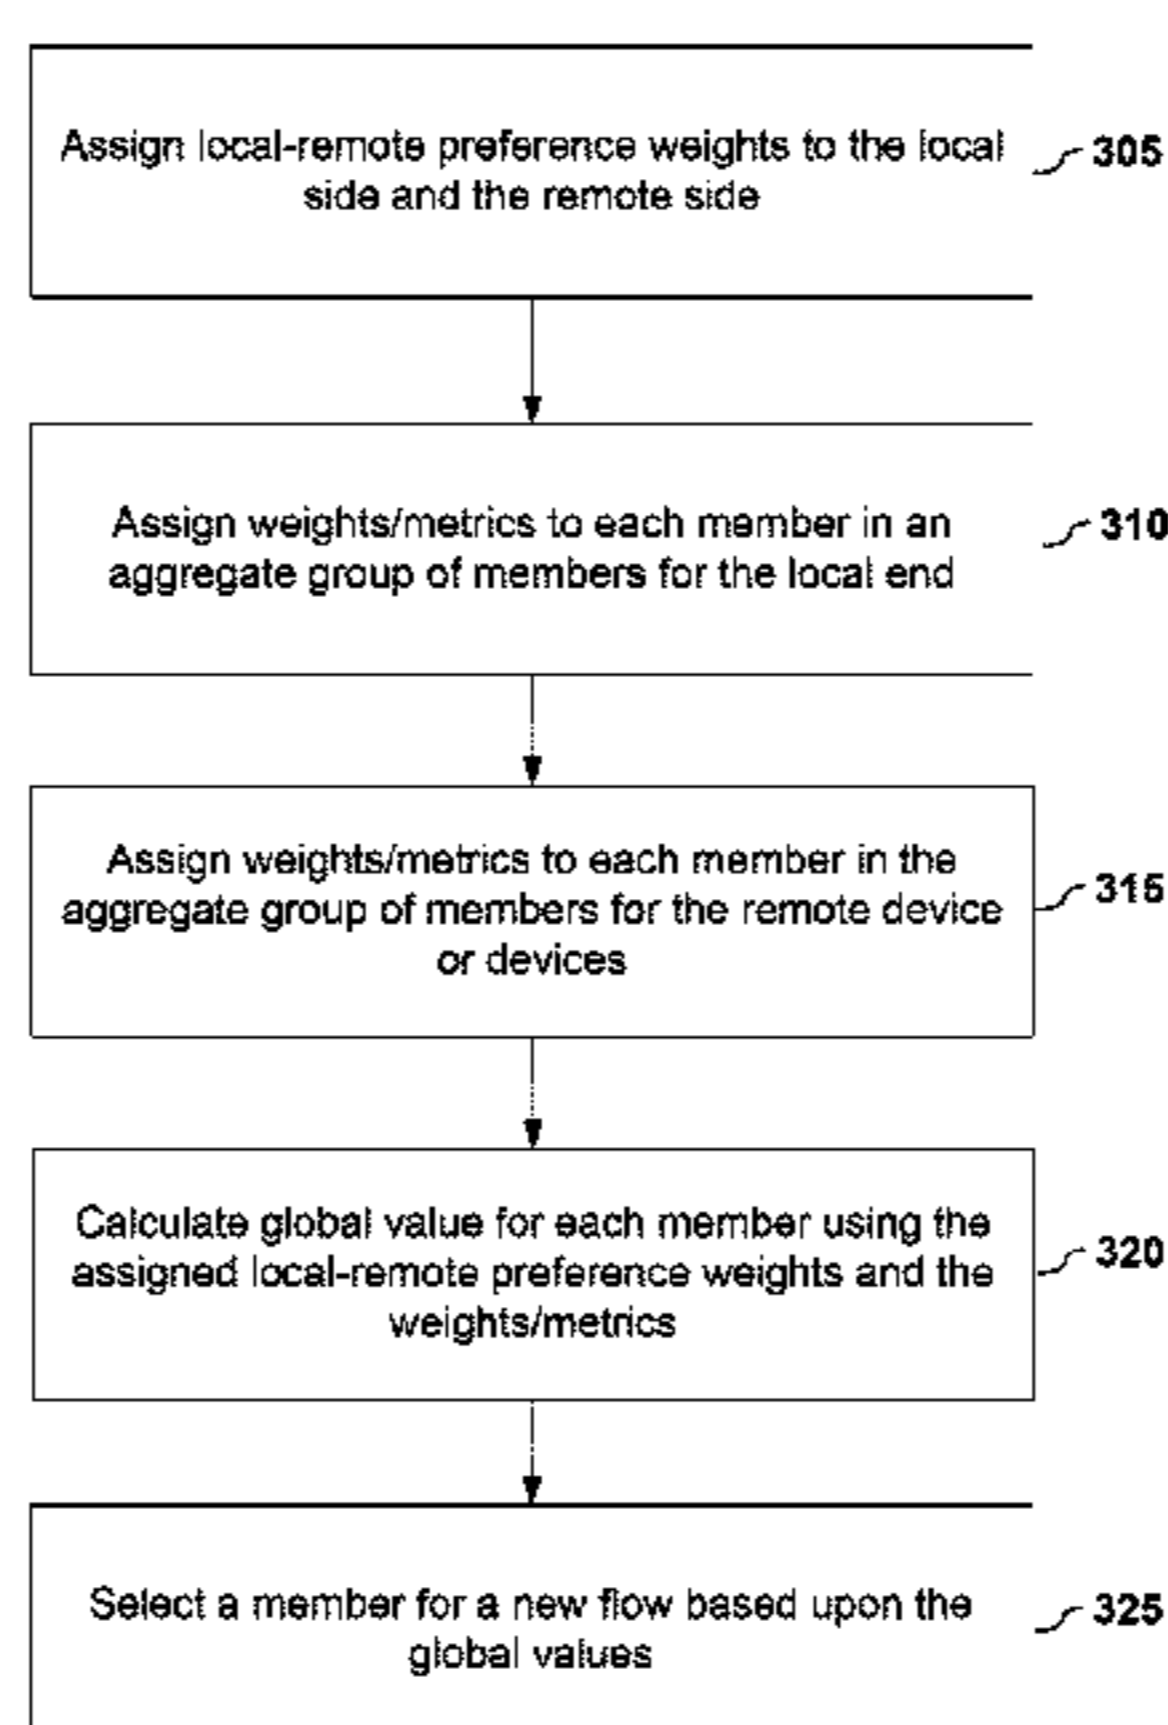 Assign local-remote preference weights to the local
side and the remote side
305
Assign weights/metrics to each member in an
aggregate group of members for the local end
310
Assign weights/metrics to each member in the
aggregate group of members for the remote device
or devices
315
Calculate global value for each member using the
assigned local-remote preference weights and the
weights/metrics
320
Select a member for a new flow based upon the
global values
325